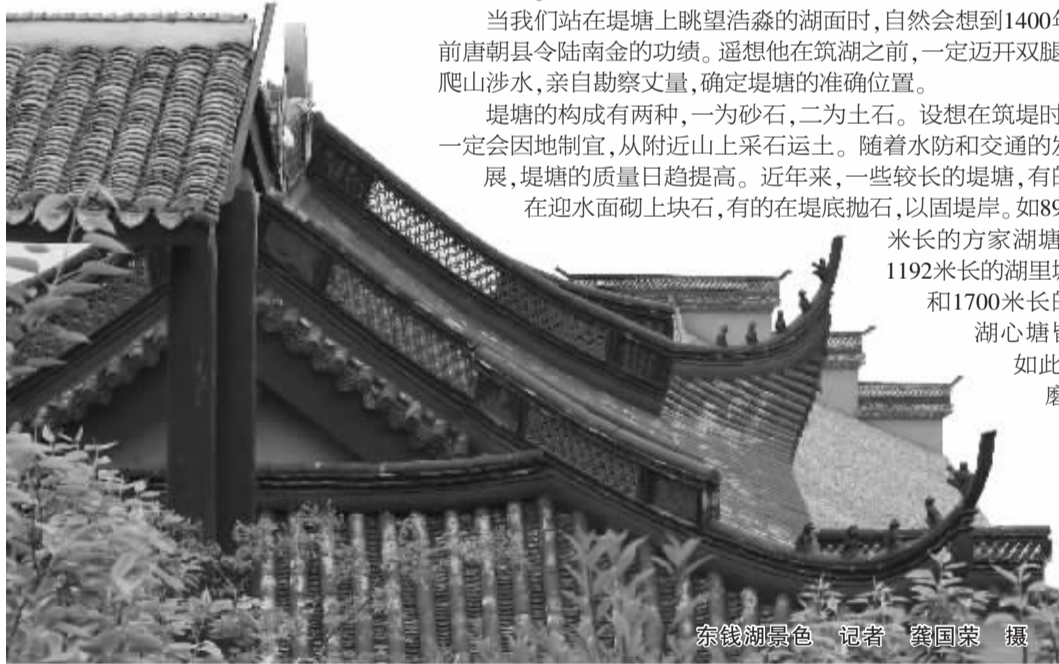 当我们站在堤塘上眺望浩淼的湖面时，自然会想到1400年
前唐朝县令陆南金的功绩。遥想他在筑湖之前，一定迈开双腿
爬山涉水，亲自勘察丈量，确定堤塘的准确位置。
堤塘的构成有两种，一为砂石，二为土石。设想在筑堤时
一定会因地制宜，从附近山上采石运土。随着水防和交通的发
展，堤塘的质量日趋提高。近年来，一些较长的堤塘，有的
在迎水面砌上块石，有的在堤底抛石，以固堤岸。如89
米长的方家湖塘
1192米长的湖里塘
和1700米长的
湖心塘皆
如此
东钱湖景色 记者 龚国荣 摄